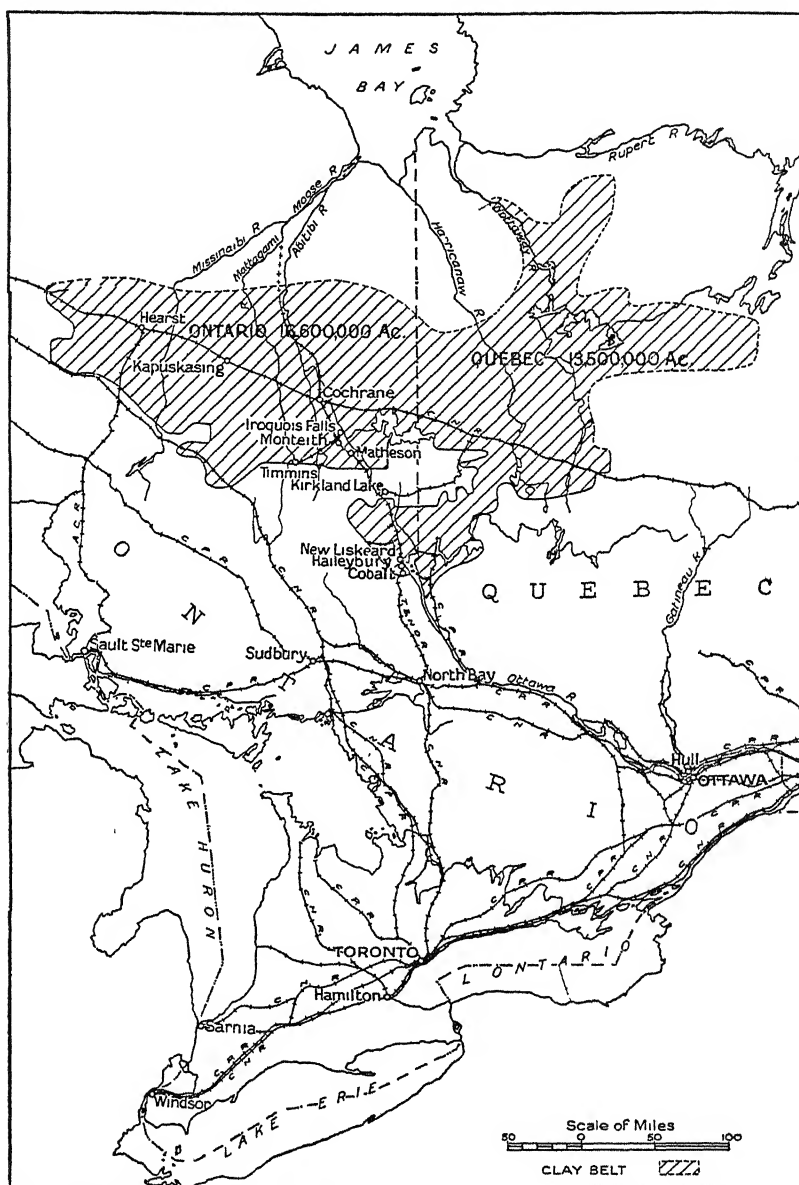 JAMES
BAY
Rupert R
Moose R
Missinaibi R
Mattagami
Abitibi R
Harricanaw R
Hearst
ONTARIO 16,600,000 Ac.
QUEBEC — 13,500,000 Ac.
Kapuskasing
Cochrane
C N R
Iroquois Falls
Monteith
Matheson
Timmins
Kirkland Lake
New Liskeard
Haileybury
Cobalt
QUEBEC
Gatineau R
ONTARIO
C P R
C N R
T & N O R
C P R
Sault Ste Marie
Sudbury
North Bay
Ottawa R
C P R
C N R
Hull
OTTAWA
C P R
C N R
LAKE HURON
TORONTO
Hamilton
L ONTARIO
Sarnia
C N R
C P R
C N R
Windsor
LAKE ERIE
Scale of Miles
50 0 50 100
CLAY BELT